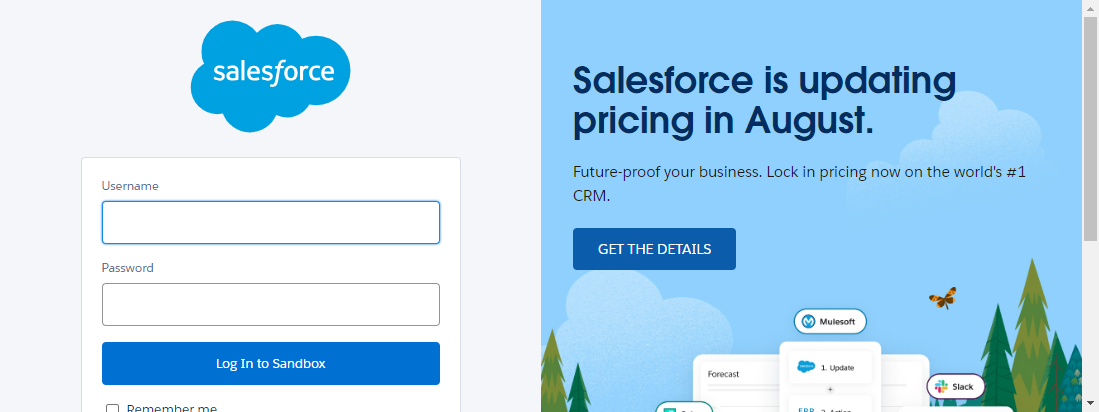 salesforce
Username
Password
Log In to Sandbox
Remember me
Salesforce is updating
pricing in August.
Future-proof your business. Lock in pricing now on the world's #1
CRM.
GET THE DETAILS
Mulesoft
Forecast
salesforce
1. Update
+
Slack
ERP
2. Action